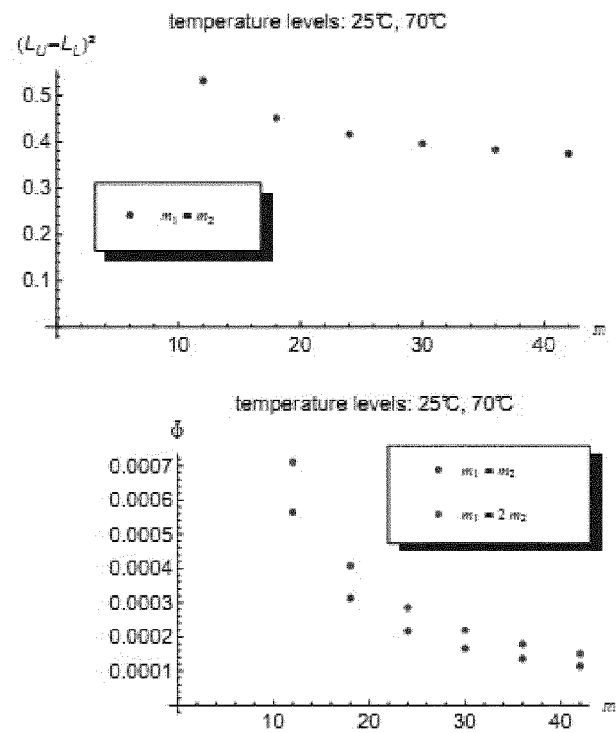 temperature levels: 25℃, 70℃
(L_U−L_L)²
0.5
0.4
0.3
m₁ = m₂
0.2
0.1
10 20 30 40 m
temperature levels: 25℃, 70℃
Φ
0.0007
m₁ = m₂
0.0006
m₁ = 2 m₂
0.0005
0.0004
0.0003
0.0002
0.0001
10 20 30 40 m